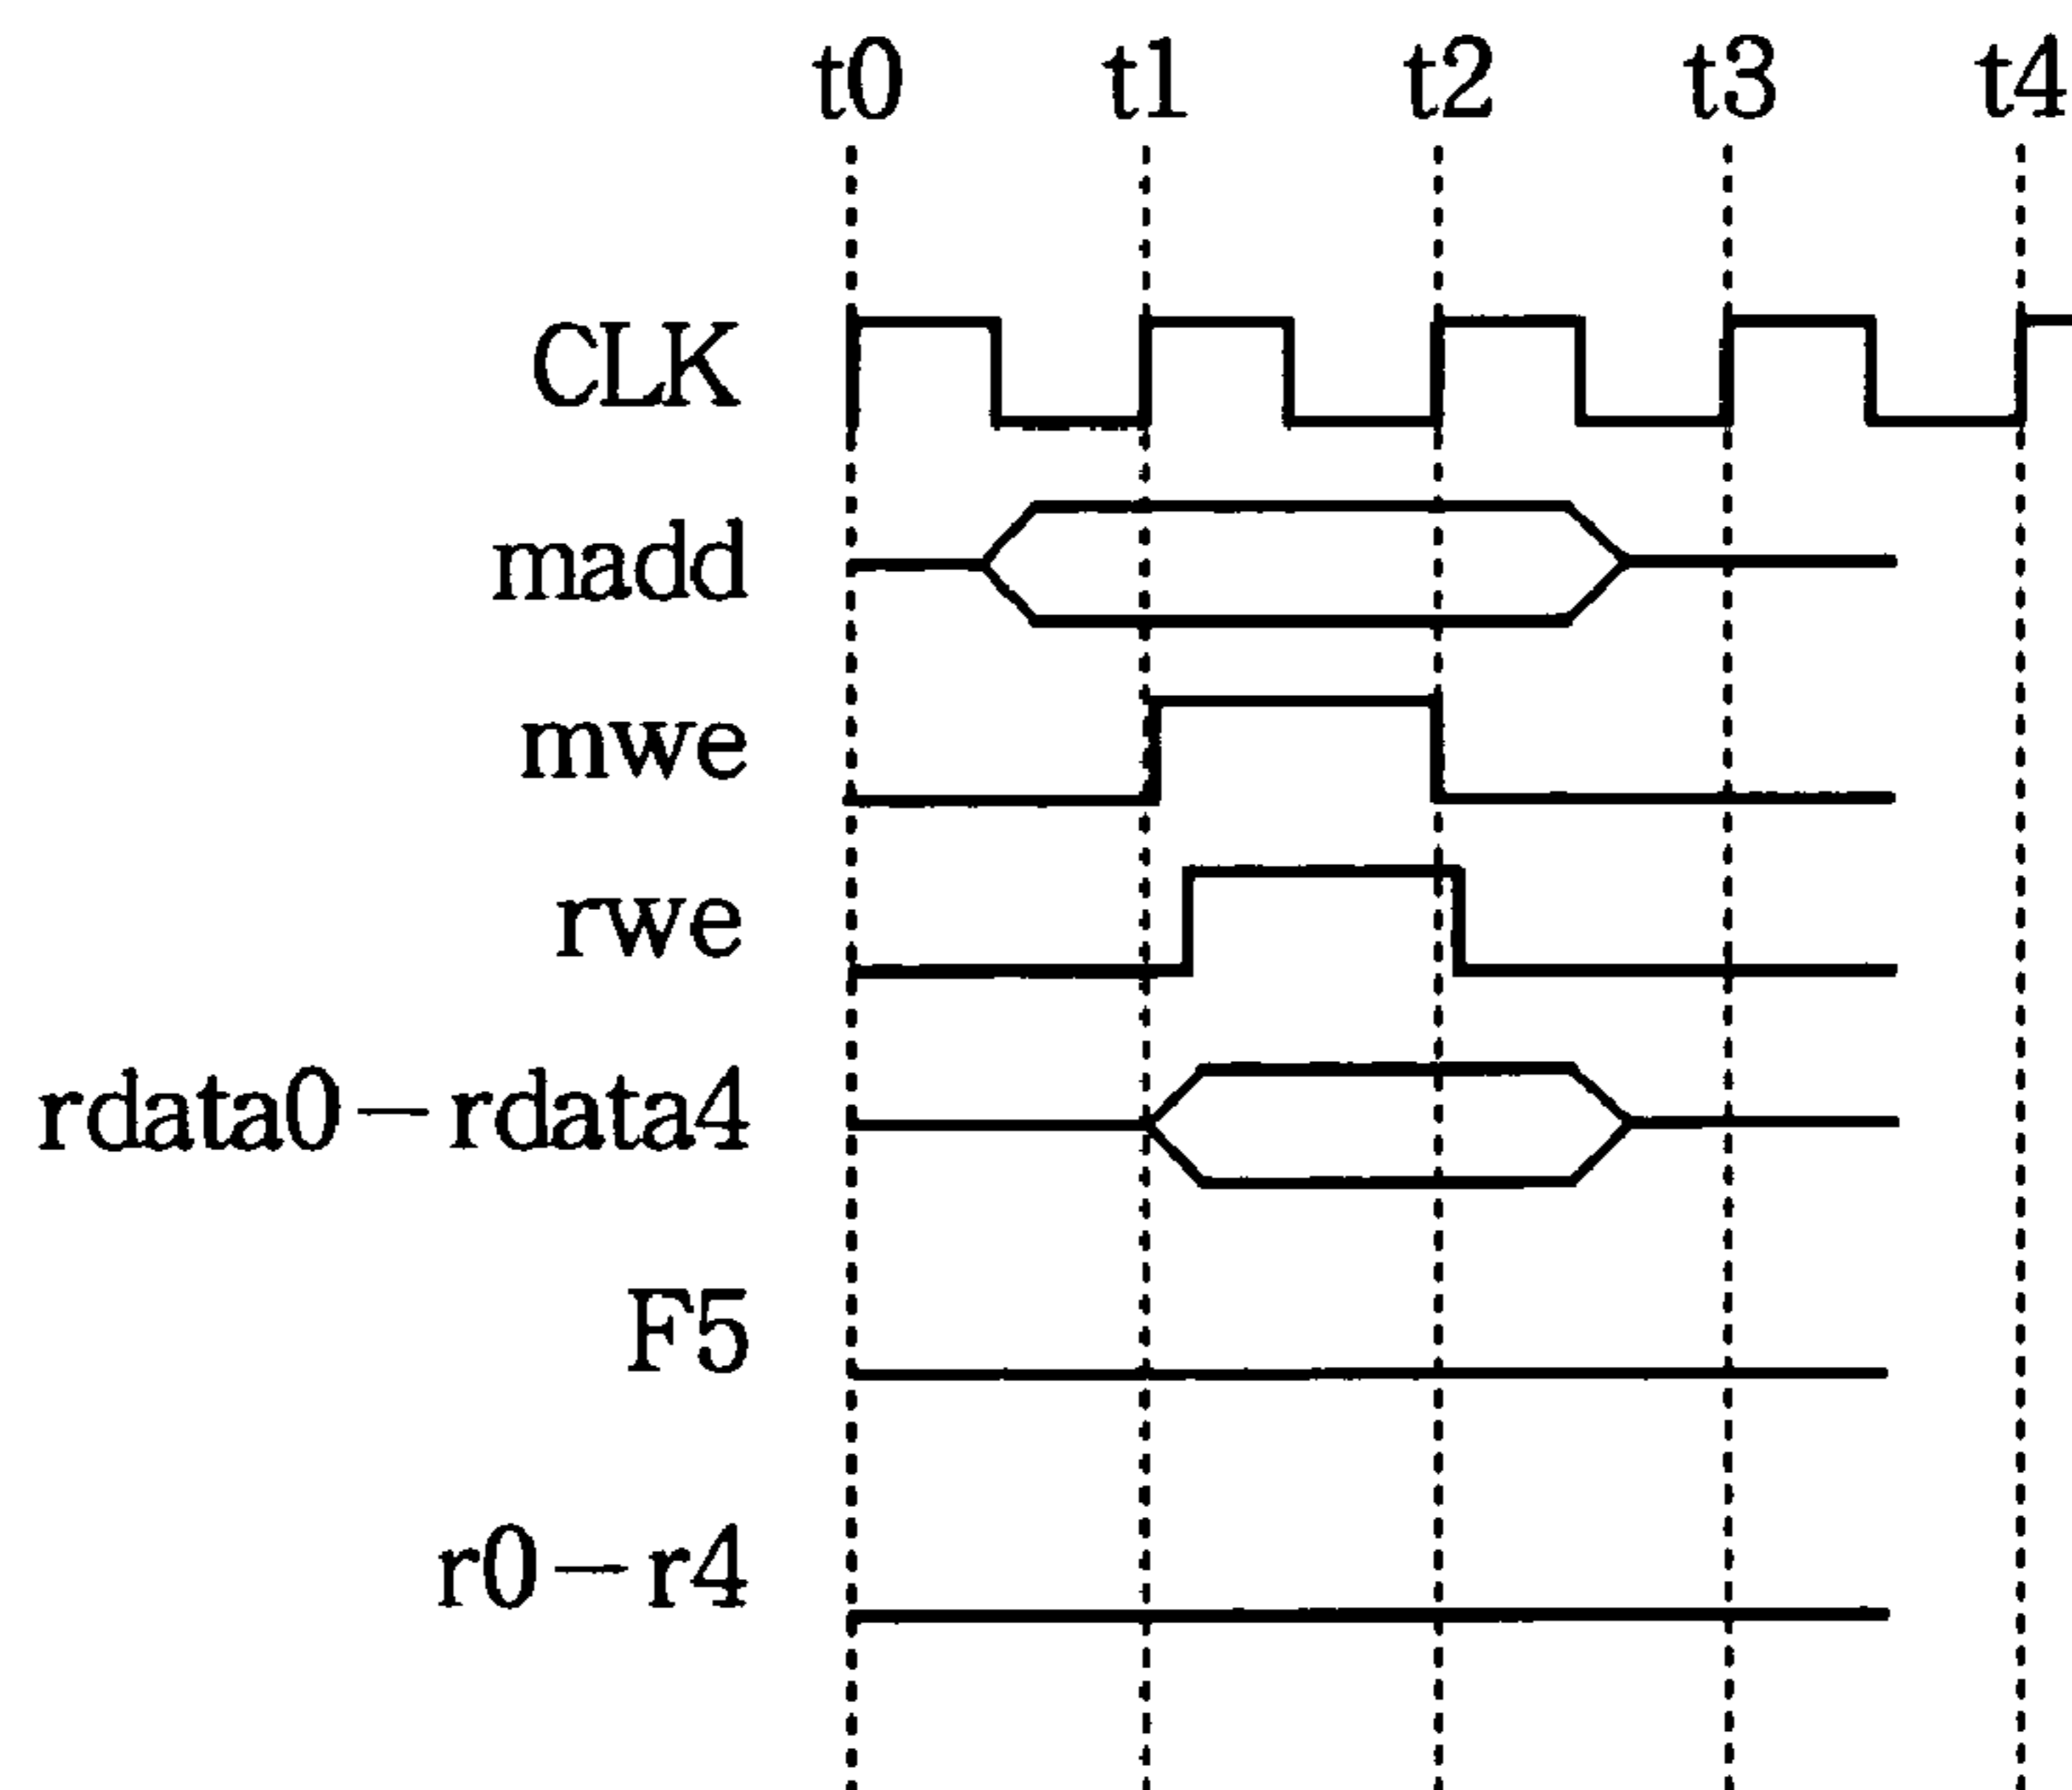 t0 t1 t2 t3 t4
CLK
madd
mwe
rwe
rdata0－rdata4
F5
r0－r4